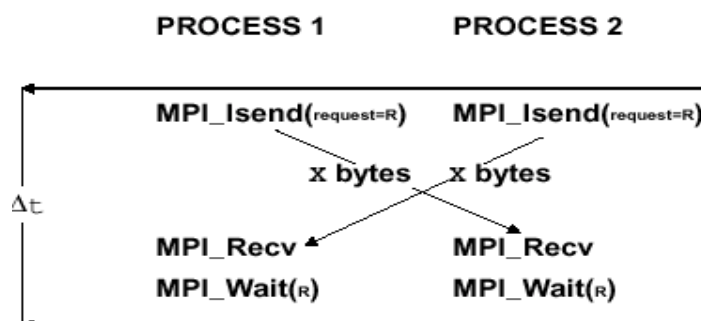 PROCESS 1 PROCESS 2
MPI_Isend(request=R) MPI_Isend(request=R)
X bytes X bytes
Δt
MPI_Recv MPI_Recv
MPI_Wait(R) MPI_Wait(R)